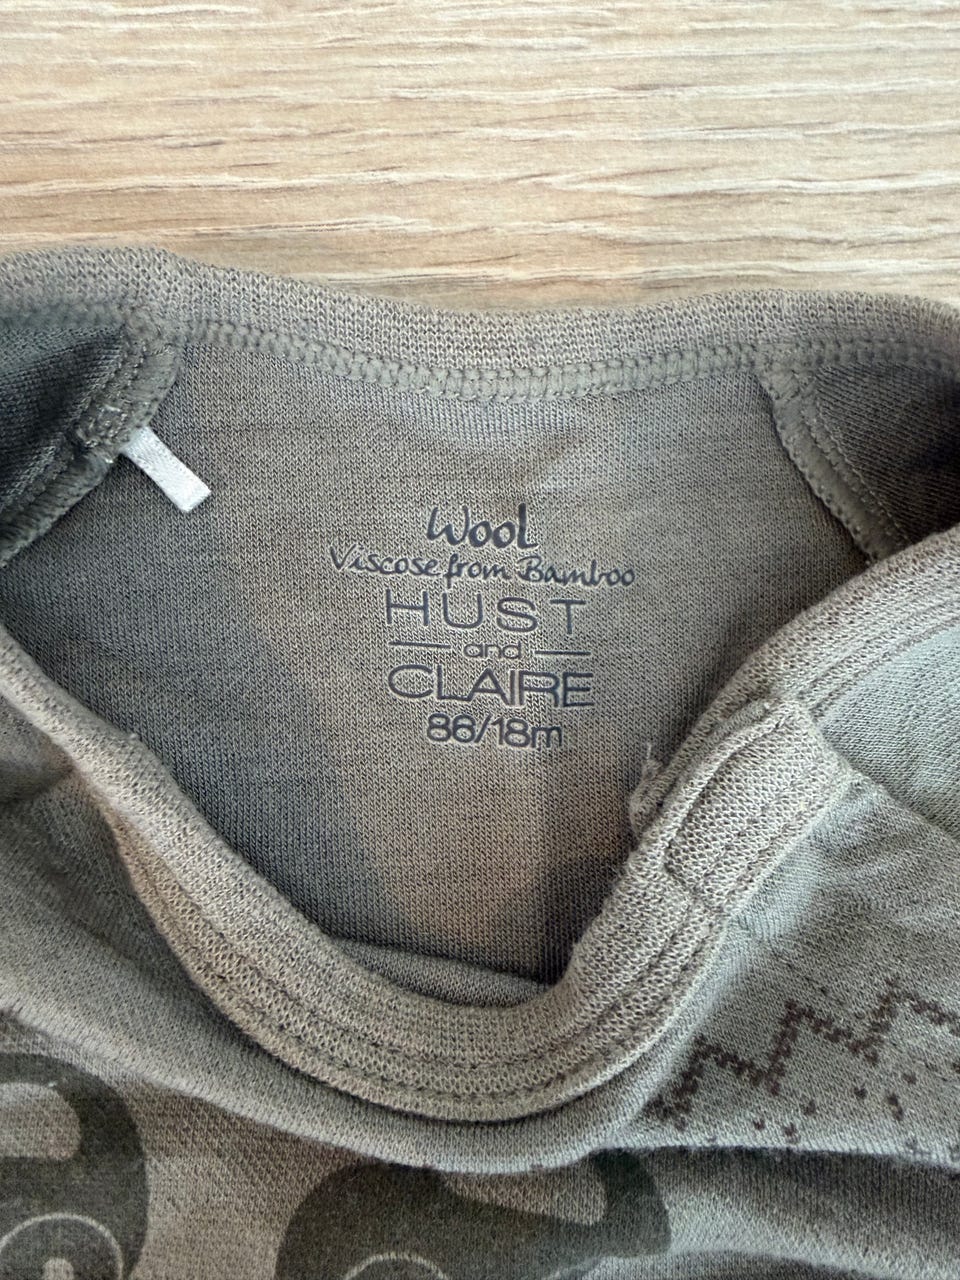 Wool
Viscose from Bamboo
HUST
and
CLAIRE
86/18m